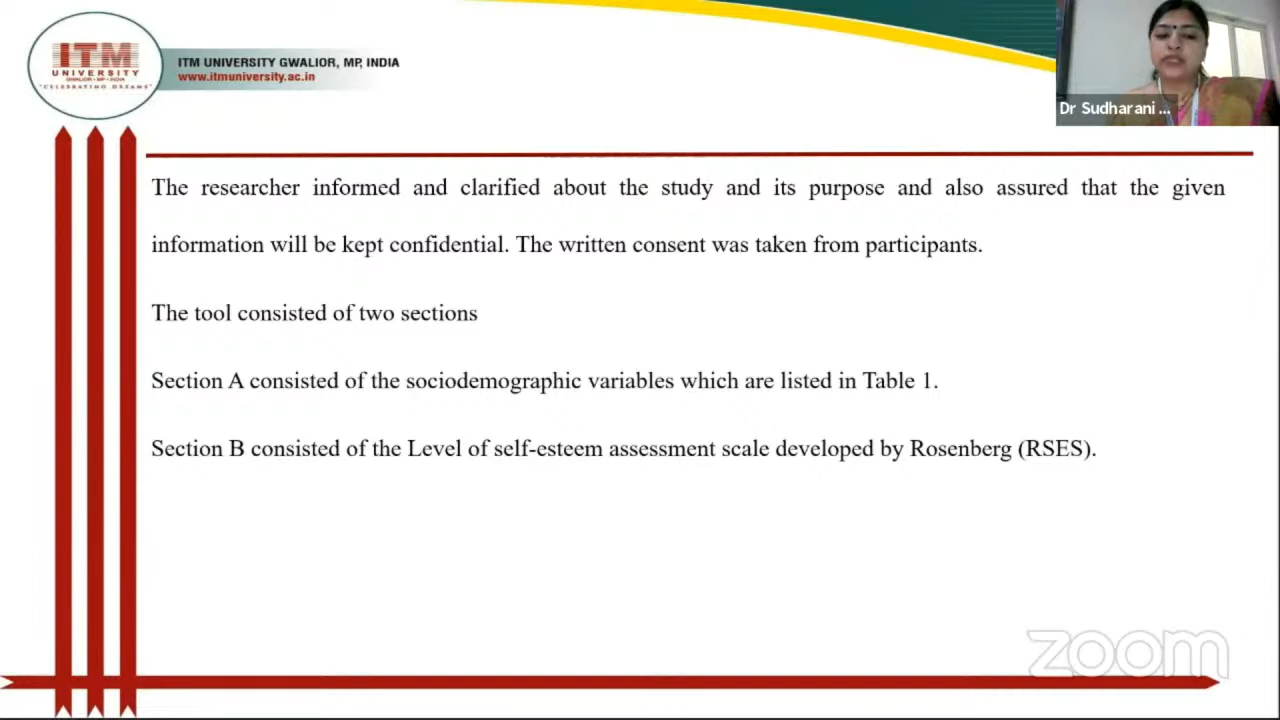 ITM
UNIVERSITY
GWALIOR • MP • INDIA
"CELEBRATING DREAMS"
ITM UNIVERSITY GWALIOR, MP, INDIA
www.itmuniversity.ac.in
Dr Sudharani ...
The researcher informed and clarified about the study and its purpose and also assured that the given
information will be kept confidential. The written consent was taken from participants.
The tool consisted of two sections
Section A consisted of the sociodemographic variables which are listed in Table 1.
Section B consisted of the Level of self-esteem assessment scale developed by Rosenberg (RSES).
zoom